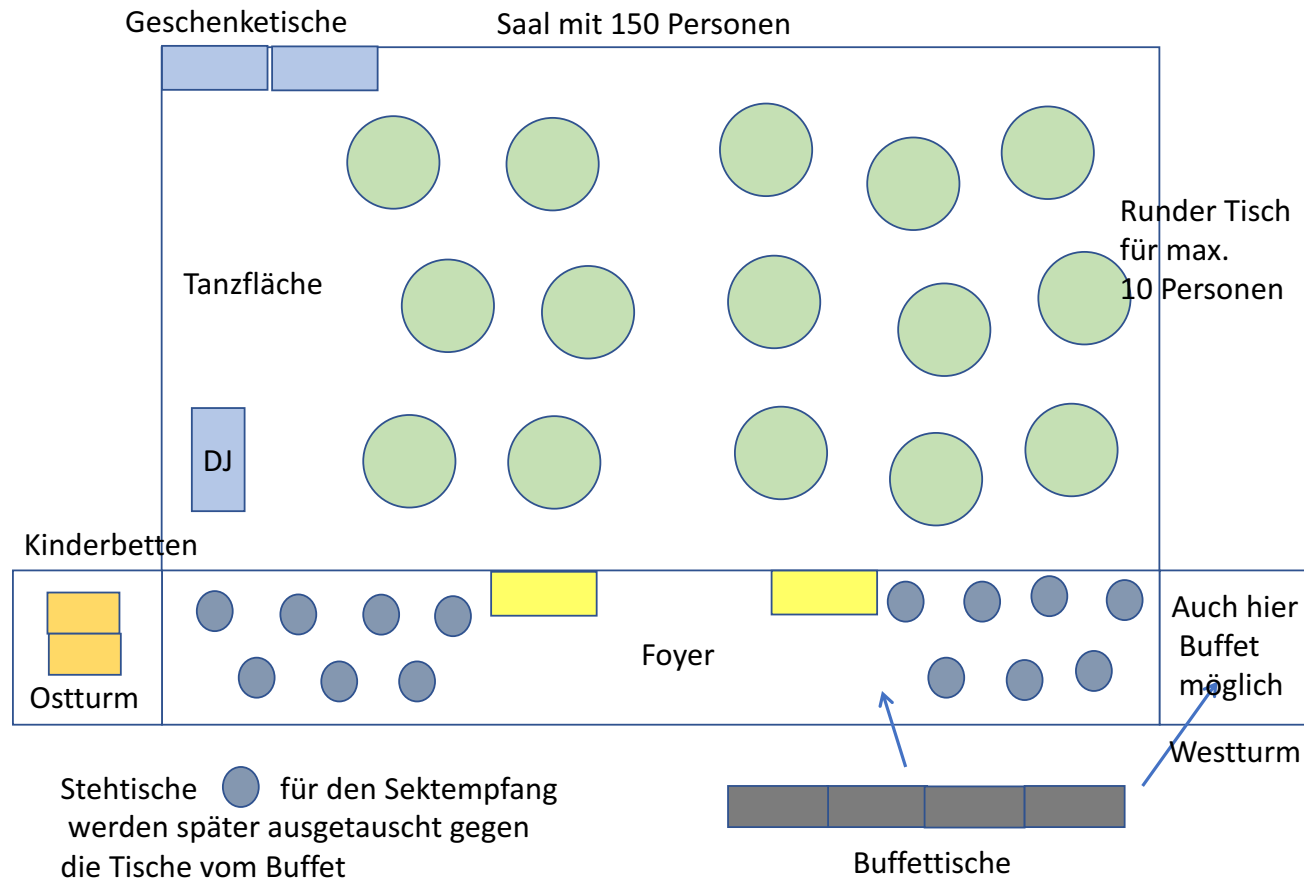 Geschenketische
Saal mit 150 Personen
Runder Tisch
für max.
10 Personen
Tanzfläche
DJ
Kinderbetten
Ostturm
Foyer
Auch hier
Buffet
möglich
Westturm
Stehtische für den Sektempfang
werden später ausgetauscht gegen
die Tische vom Buffet
Buffettische